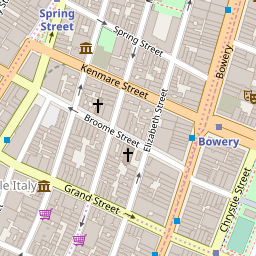 Spring
Street
Spring Street
Bowery
Kenmare Street
Elizabeth Street
Broome Street
Bowery
le Italy
Grand Street
Chrystie Street